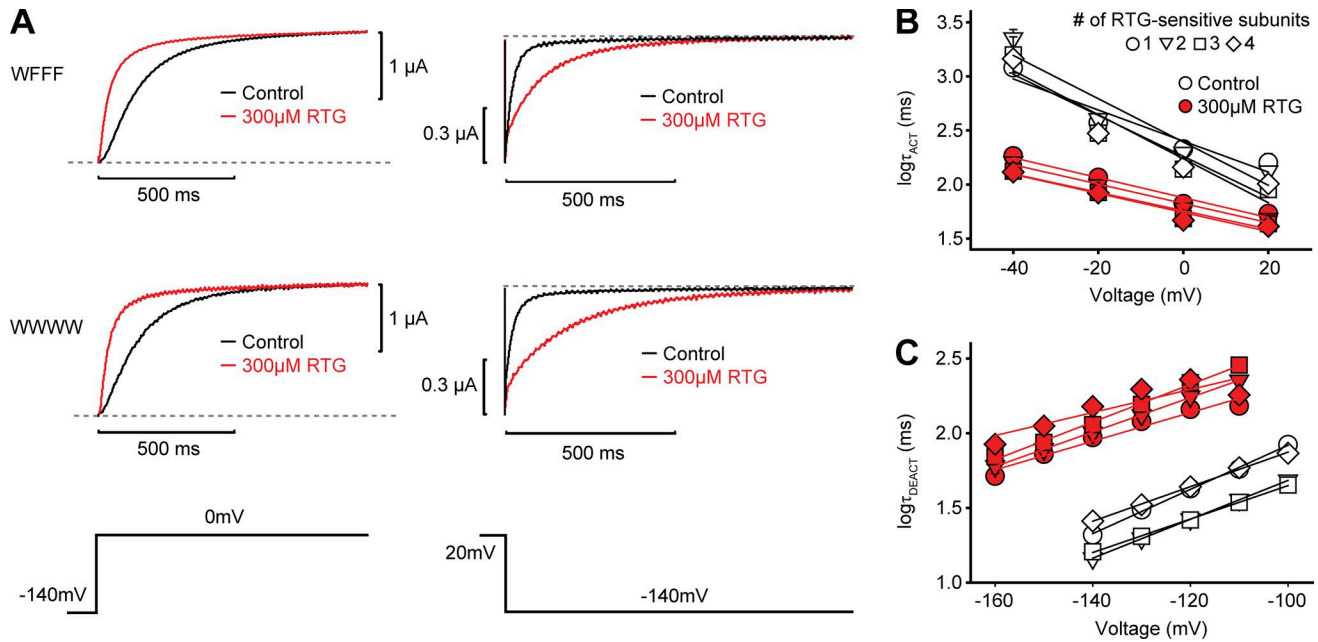 A
WFFF
1 µA
Control
300µM RTG
500 ms
0.3 µA
Control
300µM RTG
500 ms
WWWW
1 µA
Control
300µM RTG
500 ms
0.3 µA
Control
300µM RTG
500 ms
0mV
-140mV
20mV
-140mV
B
# of RTG-sensitive subunits
1 2 3 4
Control
300µM RTG
logτACT (ms)
3.5
3.0
2.5
2.0
1.5
-40 -20 0 20
Voltage (mV)
C
logτDEACT (ms)
2.5
2.0
1.5
1.0
-160 -140 -120 -100
Voltage (mV)